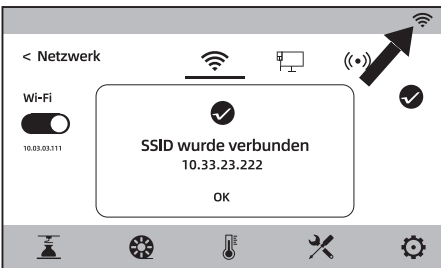 < Netzwerk
Wi-Fi
10.03.03.111
SSID wurde verbunden
10.33.23.222
OK